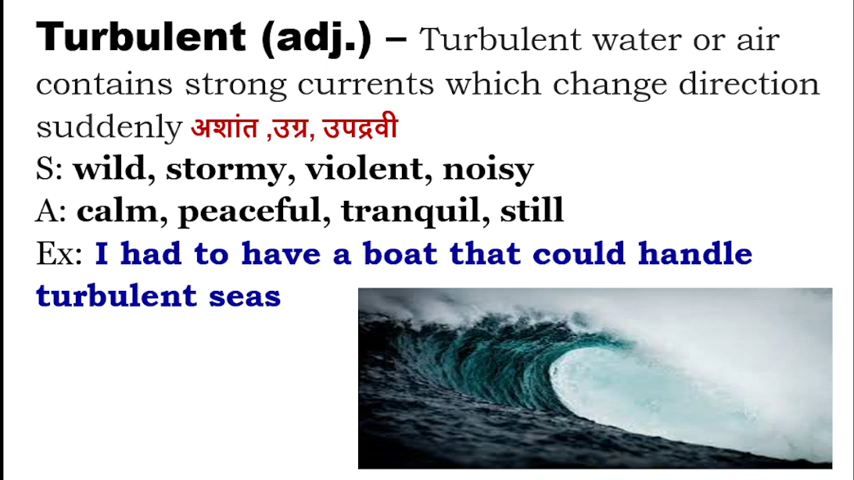 Turbulent (adj.) – Turbulent water or air
contains strong currents which change direction
suddenly अशांत ,उग्र, उपद्रवी
S: wild, stormy, violent, noisy
A: calm, peaceful, tranquil, still
Ex: I had to have a boat that could handle
turbulent seas